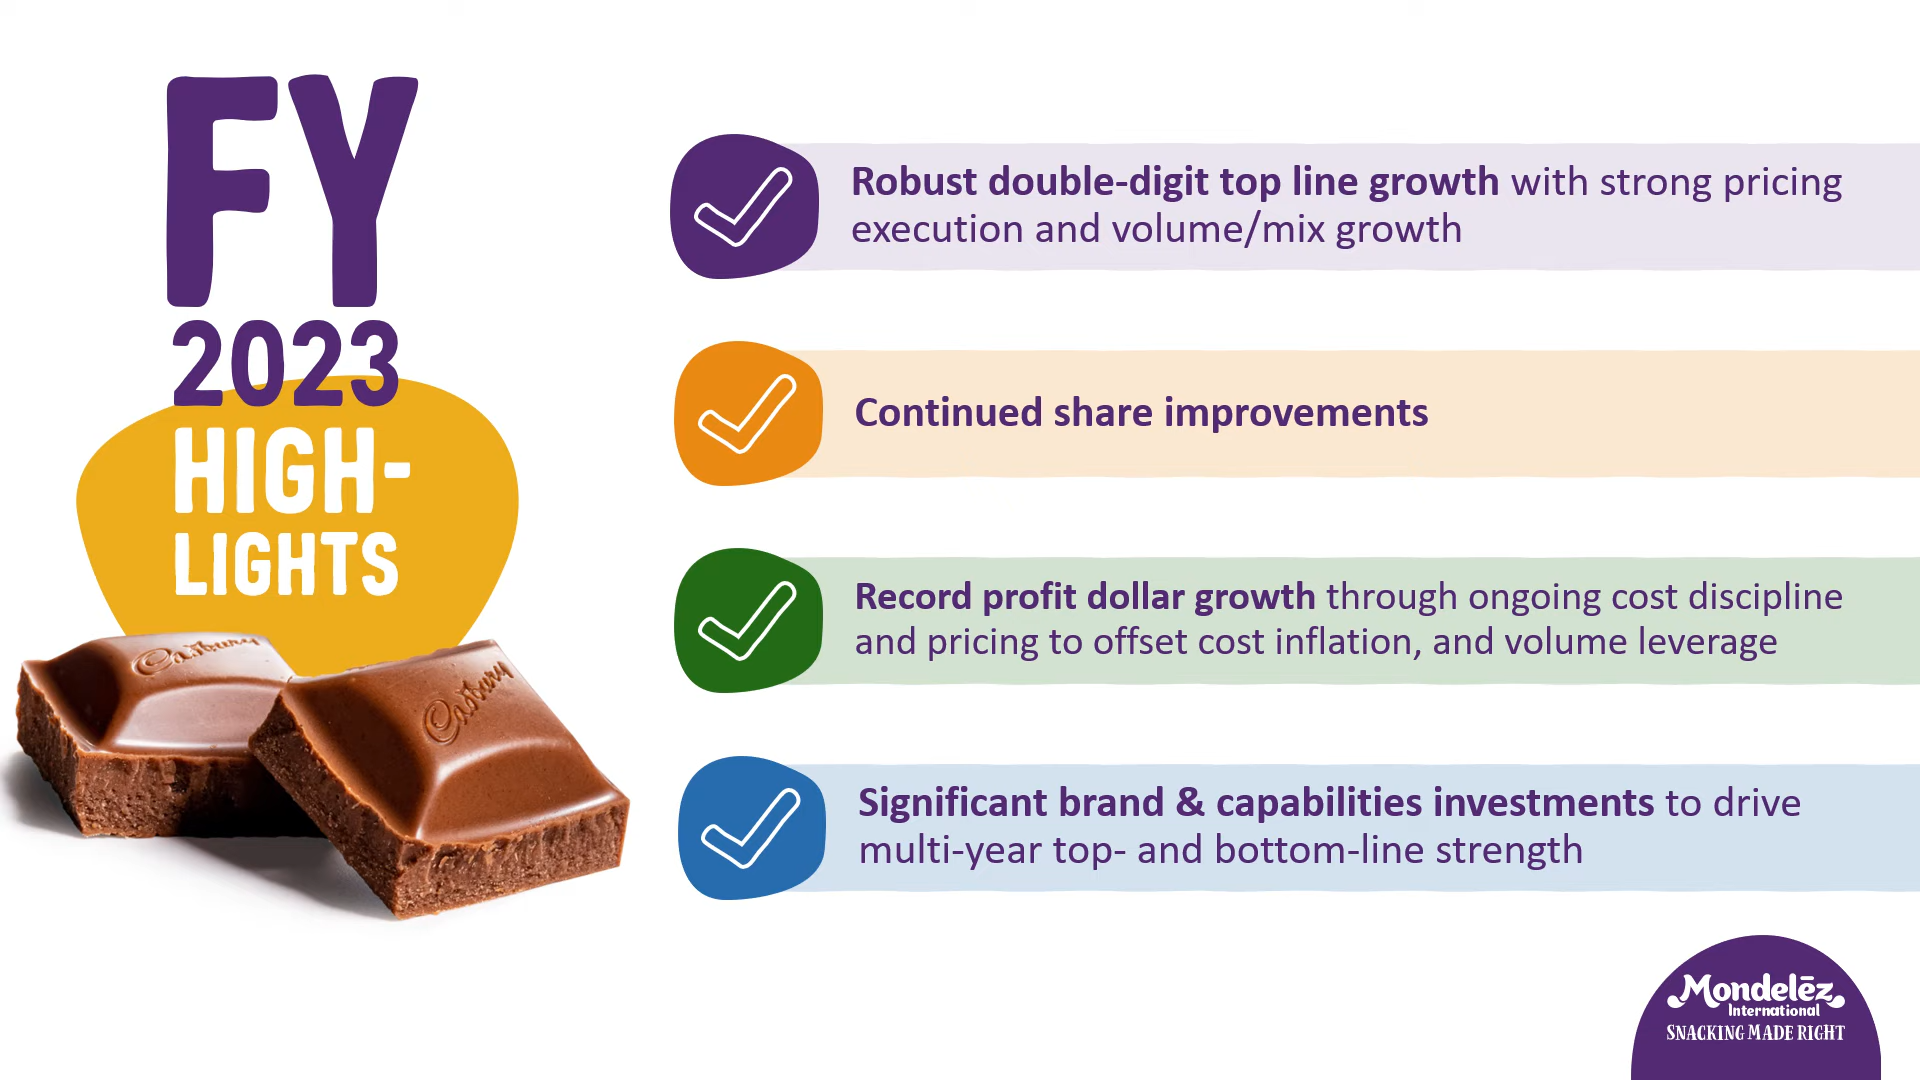 FY
2023
HIGH-
LIGHTS
Cadbury
Cadbury
Robust double-digit top line growth with strong pricing
execution and volume/mix growth
Continued share improvements
Record profit dollar growth through ongoing cost discipline
and pricing to offset cost inflation, and volume leverage
Significant brand & capabilities investments to drive
multi-year top- and bottom-line strength
Mondelēz
International
SNACKING MADE RIGHT